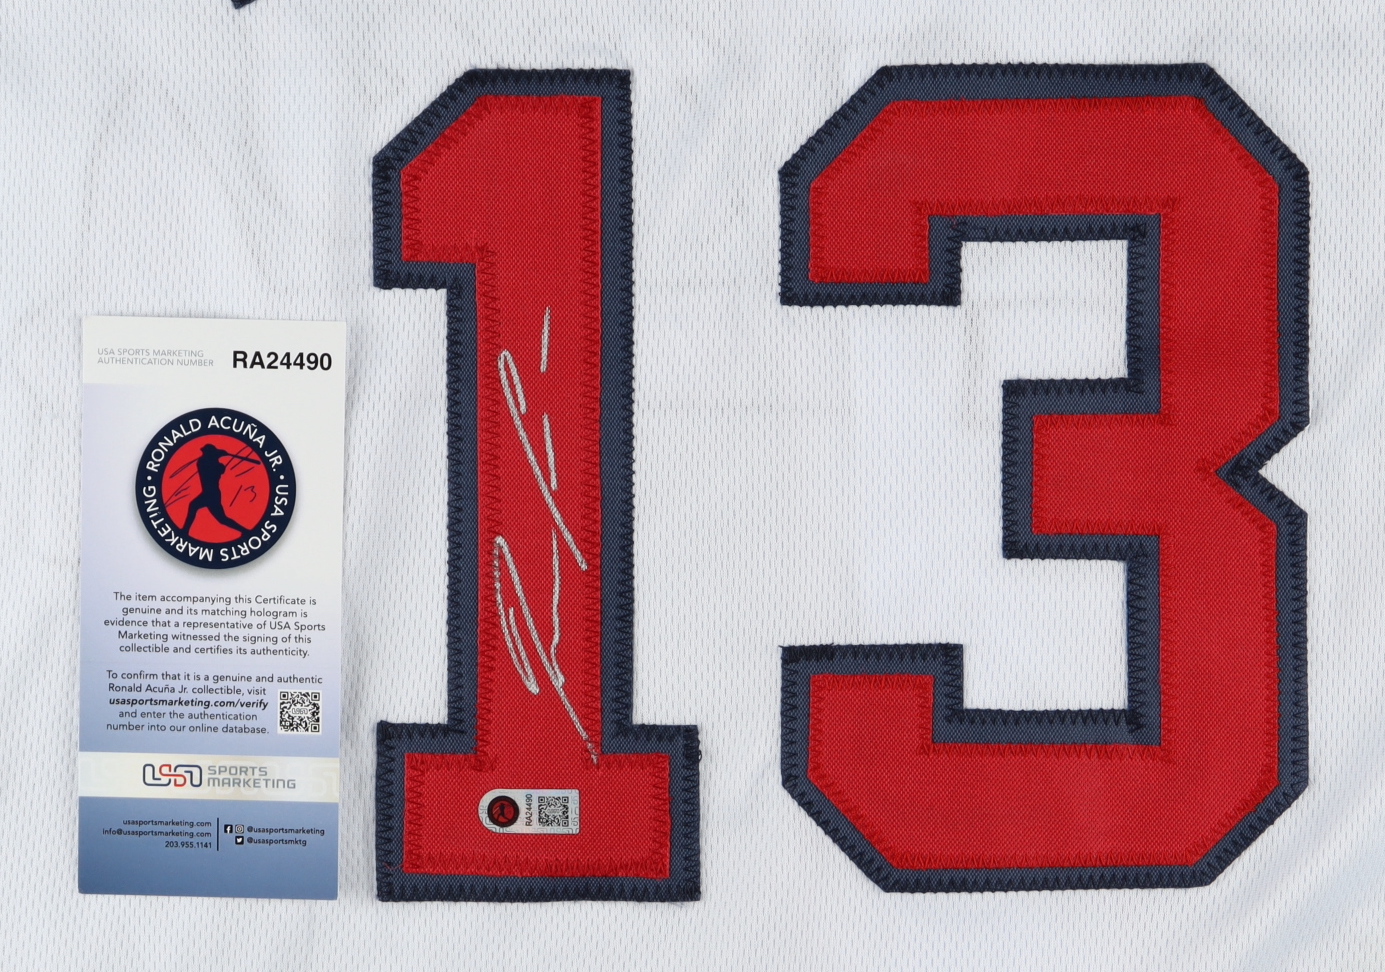 USA SPORTS MARKETING
AUTHENTICATION NUMBER
RA24490
RONALD ACUÑA JR. • USA SPORTS MARKETING •
13
The item accompanying this Certificate is
genuine and its matching hologram is
evidence that a representative of USA Sports
Marketing witnessed the signing of this
collectible and certifies its authenticity.
To confirm that it is a genuine and authentic
Ronald Acuña Jr. collectible, visit
usasportsmarketing.com/verify
and enter the authentication
number into our online database.
USA SPORTS
MARKETING
usasportsmarketing.com
info@usasportsmarketing.com
203.955.1141
@usasportsmarketing
@usasportsmktg
13
RA24490